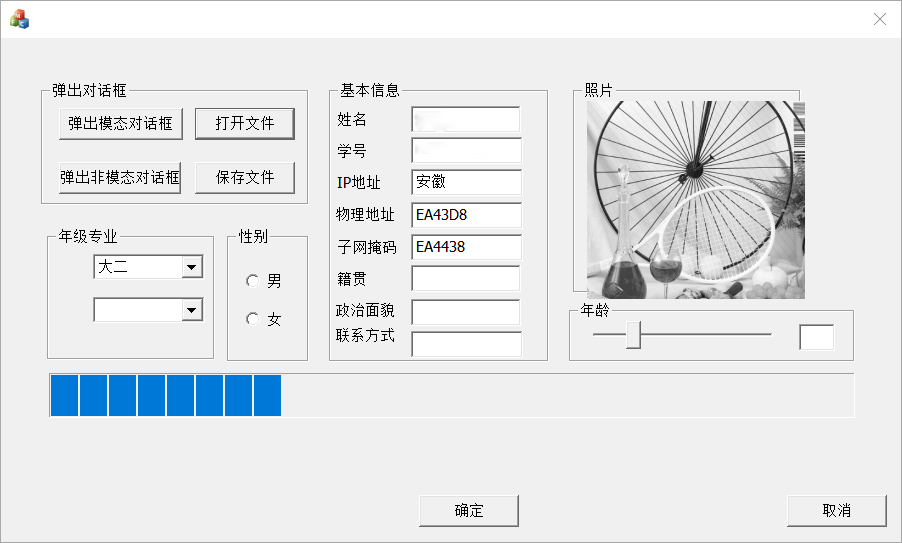 弹出对话框
弹出模态对话框
打开文件
弹出非模态对话框
保存文件
年级专业
大二
性别
男
女
基本信息
姓名
学号
IP地址
安徽
物理地址
EA43D8
子网掩码
EA4438
籍贯
政治面貌
联系方式
照片
年龄
确定
取消